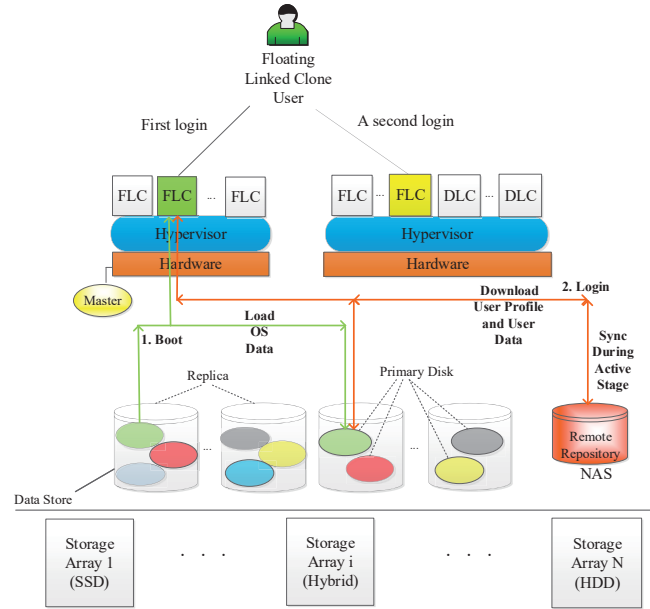 Floating
Linked Clone
User
First login
A second login
FLC
FLC
...
FLC
FLC
...
FLC
DLC
...
DLC
Hypervisor
Hypervisor
Hardware
Hardware
Master
1. Boot
Load
OS
Data
Download
User Profile
and User
Data
2. Login
Sync
During
Active
Stage
Replica
Primary Disk
...
...
Remote
Repository
NAS
Data Store
Storage
Array 1
(SSD)
. . .
Storage
Array i
(Hybrid)
. . .
Storage
Array N
(HDD)